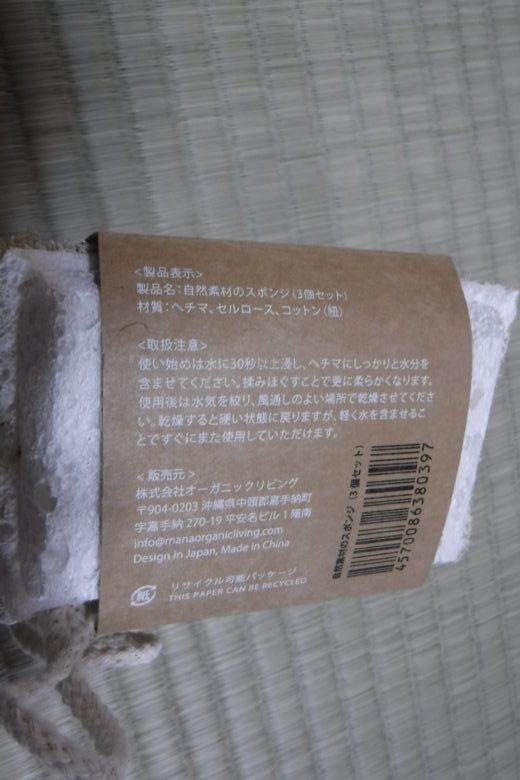 <製品表示>
製品名：自然素材のスポンジ（3個セット）
材質：ヘチマ、セルロース、コットン（紐）
<取扱注意>
使い始めは水に30秒以上浸し、ヘチマにしっかりと水分を
含ませてください。揉みほぐすことで更に柔らかくなります。
使用後は水気を絞り、風通しのよい場所で乾燥させてくださ
い。乾燥すると硬い状態に戻りますが、軽く水を含ませるこ
とですぐにまた使用していただけます。
<販売元>
株式会社オーガニックリビング
〒904-0203 沖縄県中頭郡嘉手納町
字嘉手納 270-19 平安名ビル 1 階南
info@manaorganicliving.com
Design in Japan, Made in China
紙
リサイクル可能パッケージ
THIS PAPER CAN BE RECYCLED
自然素材のスポンジ（3個セット）
4570086380397